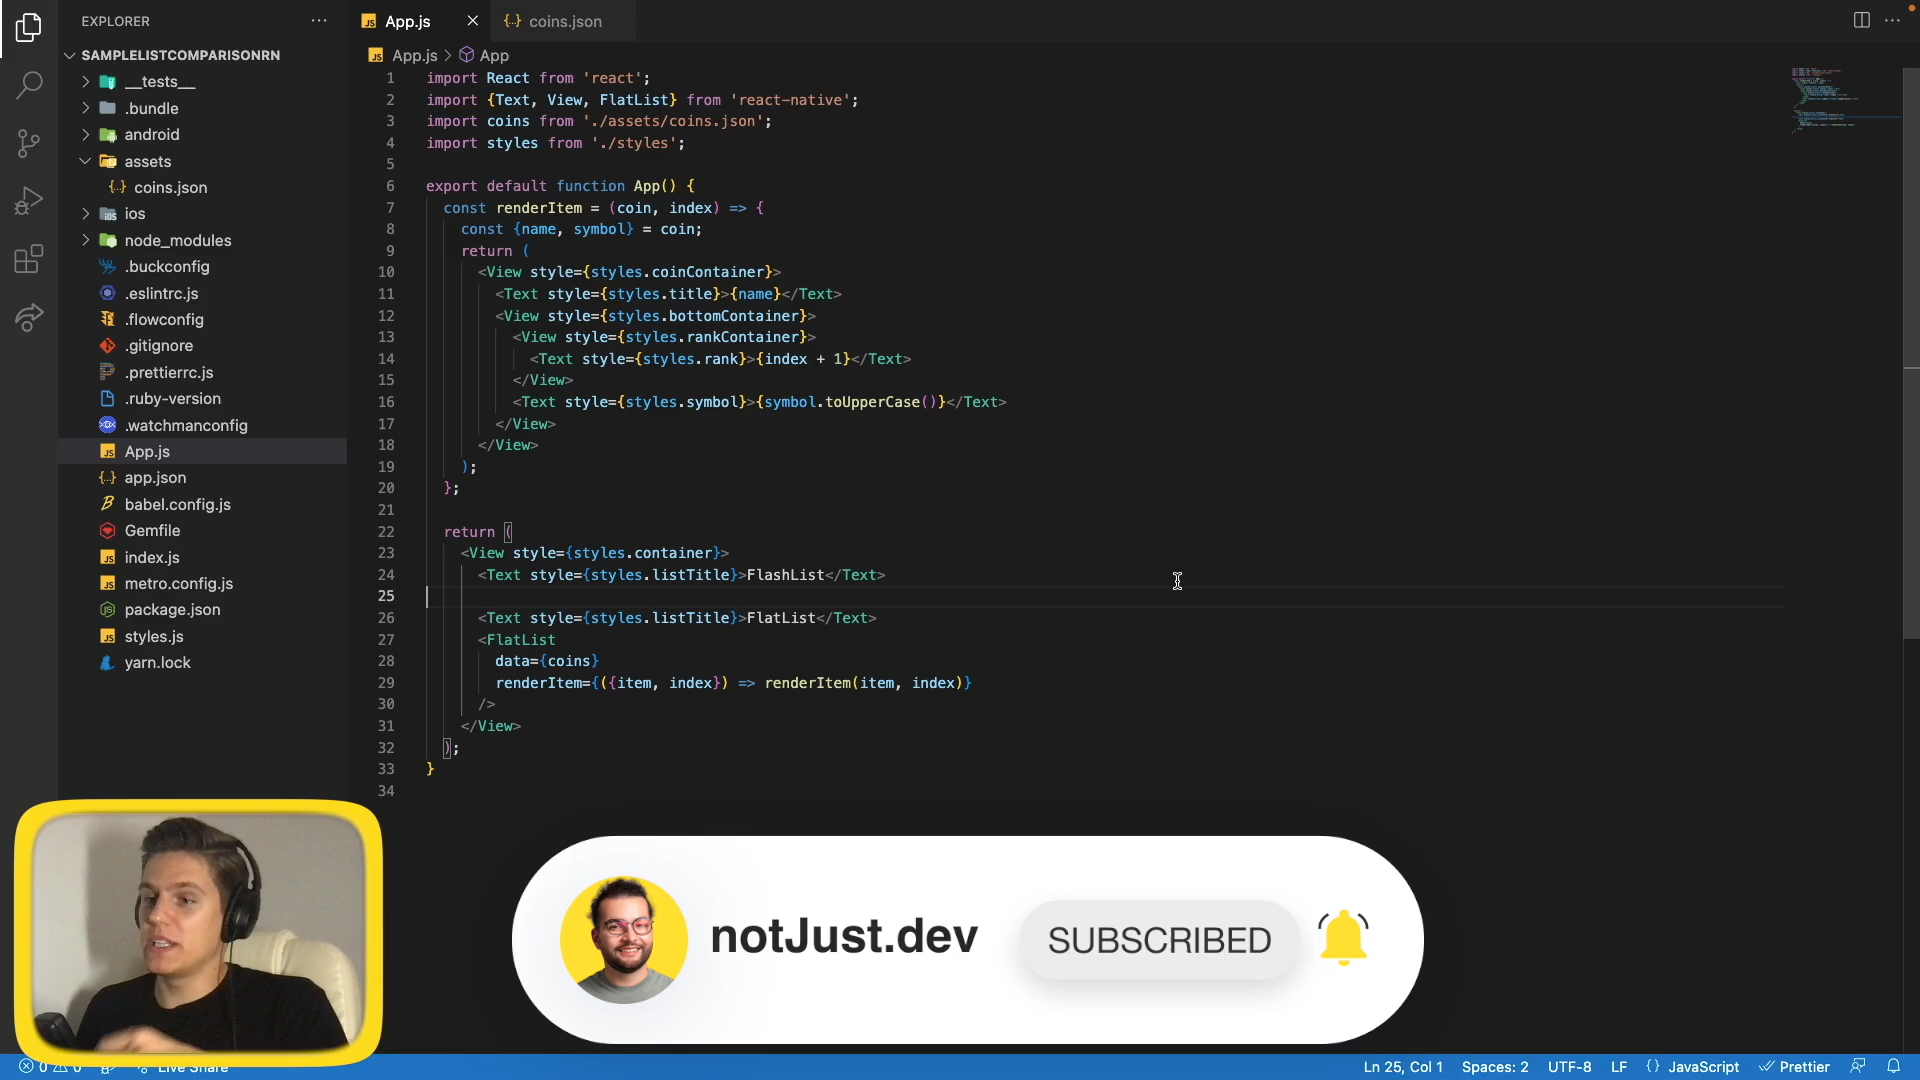 EXPLORER
SAMPLELISTCOMPARISONRN
__tests__
.bundle
android
assets
coins.json
ios
node_modules
.buckconfig
.eslintrc.js
.flowconfig
.gitignore
.prettierrc.js
.ruby-version
.watchmanconfig
App.js
app.json
babel.config.js
Gemfile
index.js
metro.config.js
package.json
styles.js
yarn.lock
App.js
coins.json
App.js > App
1 import React from 'react';
2 import {Text, View, FlatList} from 'react-native';
3 import coins from './assets/coins.json';
4 import styles from './styles';
5
6 export default function App() {
7 const renderItem = (coin, index) => {
8 const {name, symbol} = coin;
9 return (
10 <View style={styles.coinContainer}>
11 <Text style={styles.title}>{name}</Text>
12 <View style={styles.bottomContainer}>
13 <View style={styles.rankContainer}>
14 <Text style={styles.rank}>{index + 1}</Text>
15 </View>
16 <Text style={styles.symbol}>{symbol.toUpperCase()}</Text>
17 </View>
18 </View>
19 );
20 };
21
22 return (
23 <View style={styles.container}>
24 <Text style={styles.listTitle}>FlashList</Text>
25
26 <Text style={styles.listTitle}>FlatList</Text>
27 <FlatList
28 data={coins}
29 renderItem={({item, index}) => renderItem(item, index)}
30 />
31 </View>
32 );
33 }
34
notJust.dev
SUBSCRIBED
0 0 Live Share
Ln 25, Col 1 Spaces: 2 UTF-8 LF {} JavaScript Prettier